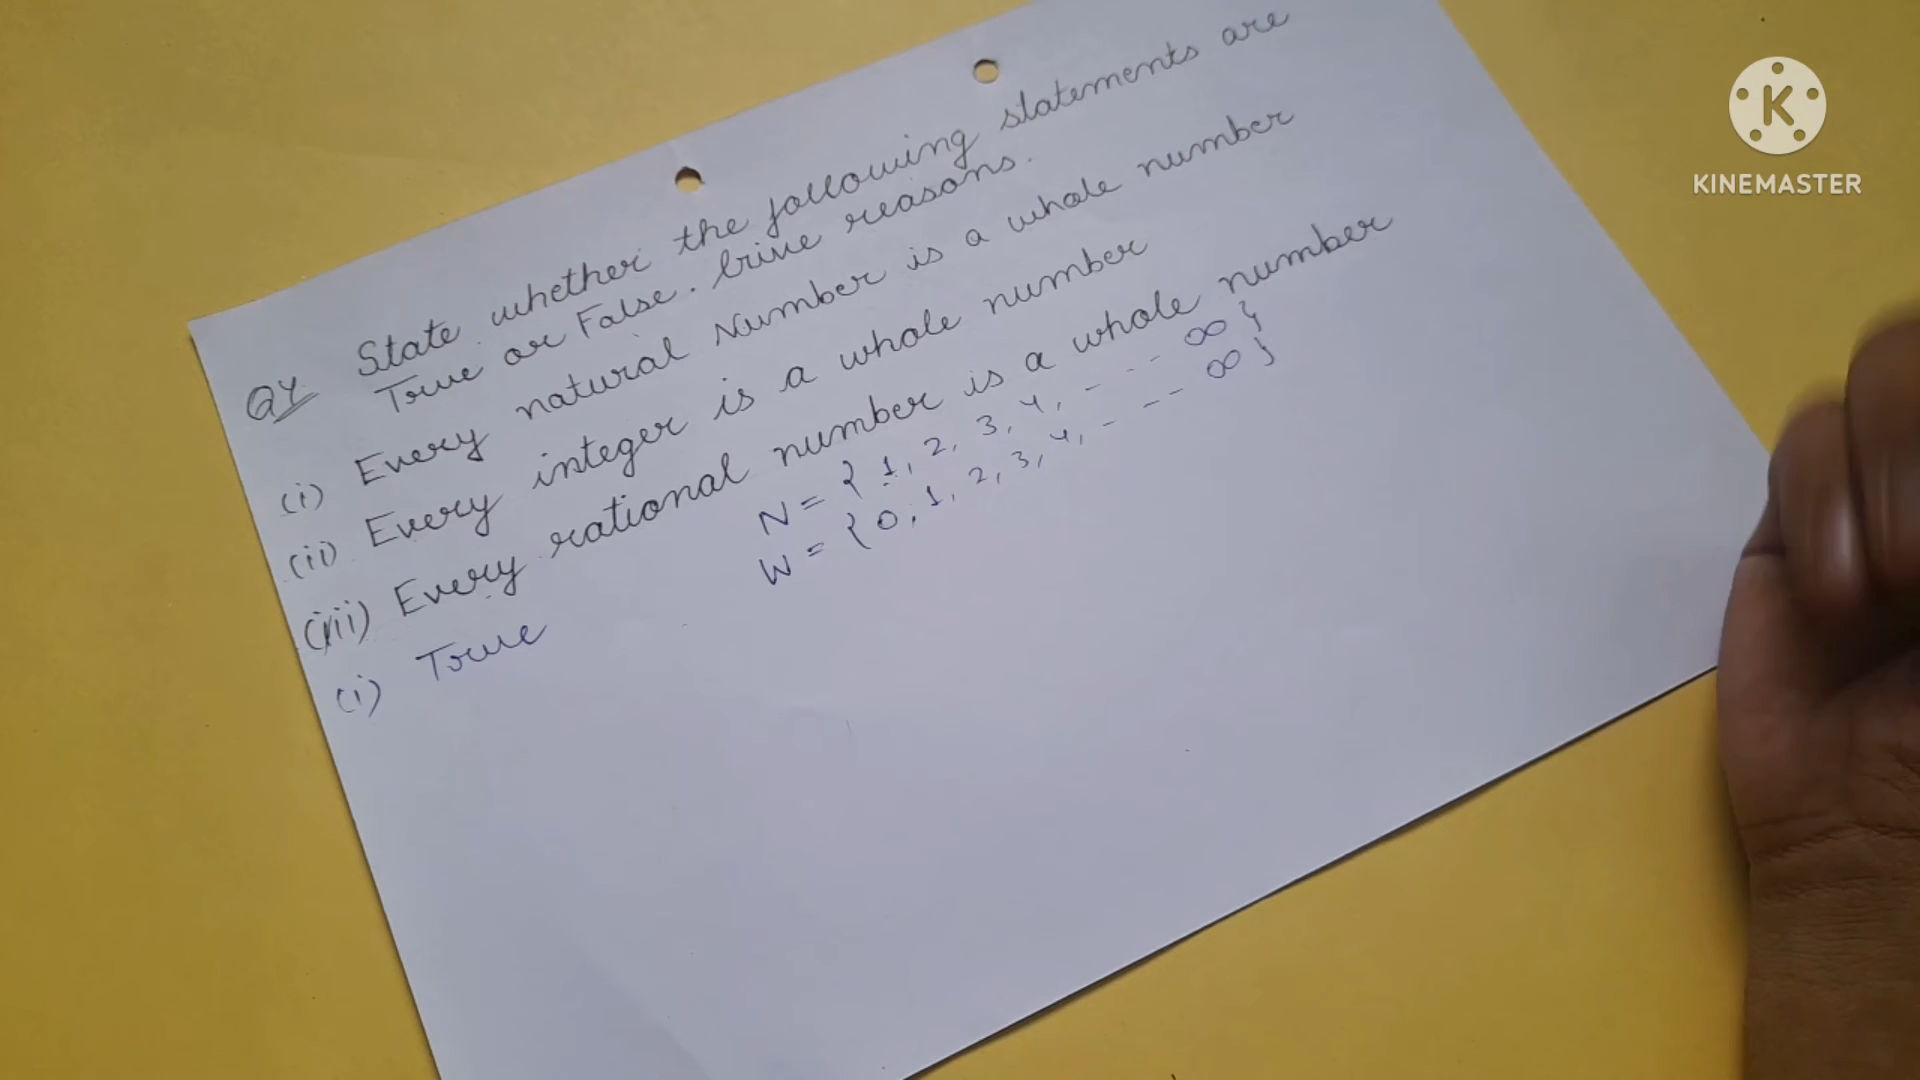 Q4 State whether the following statements are
True or False. Give reasons.
(i) Every natural Number is a whole number
(ii) Every integer is a whole number
(iii) Every rational number is a whole number
(i) True
N = { 1, 2, 3, 4, - - - ∞ }
W = { 0, 1, 2, 3, 4, - - - ∞ }
K
KINEMASTER